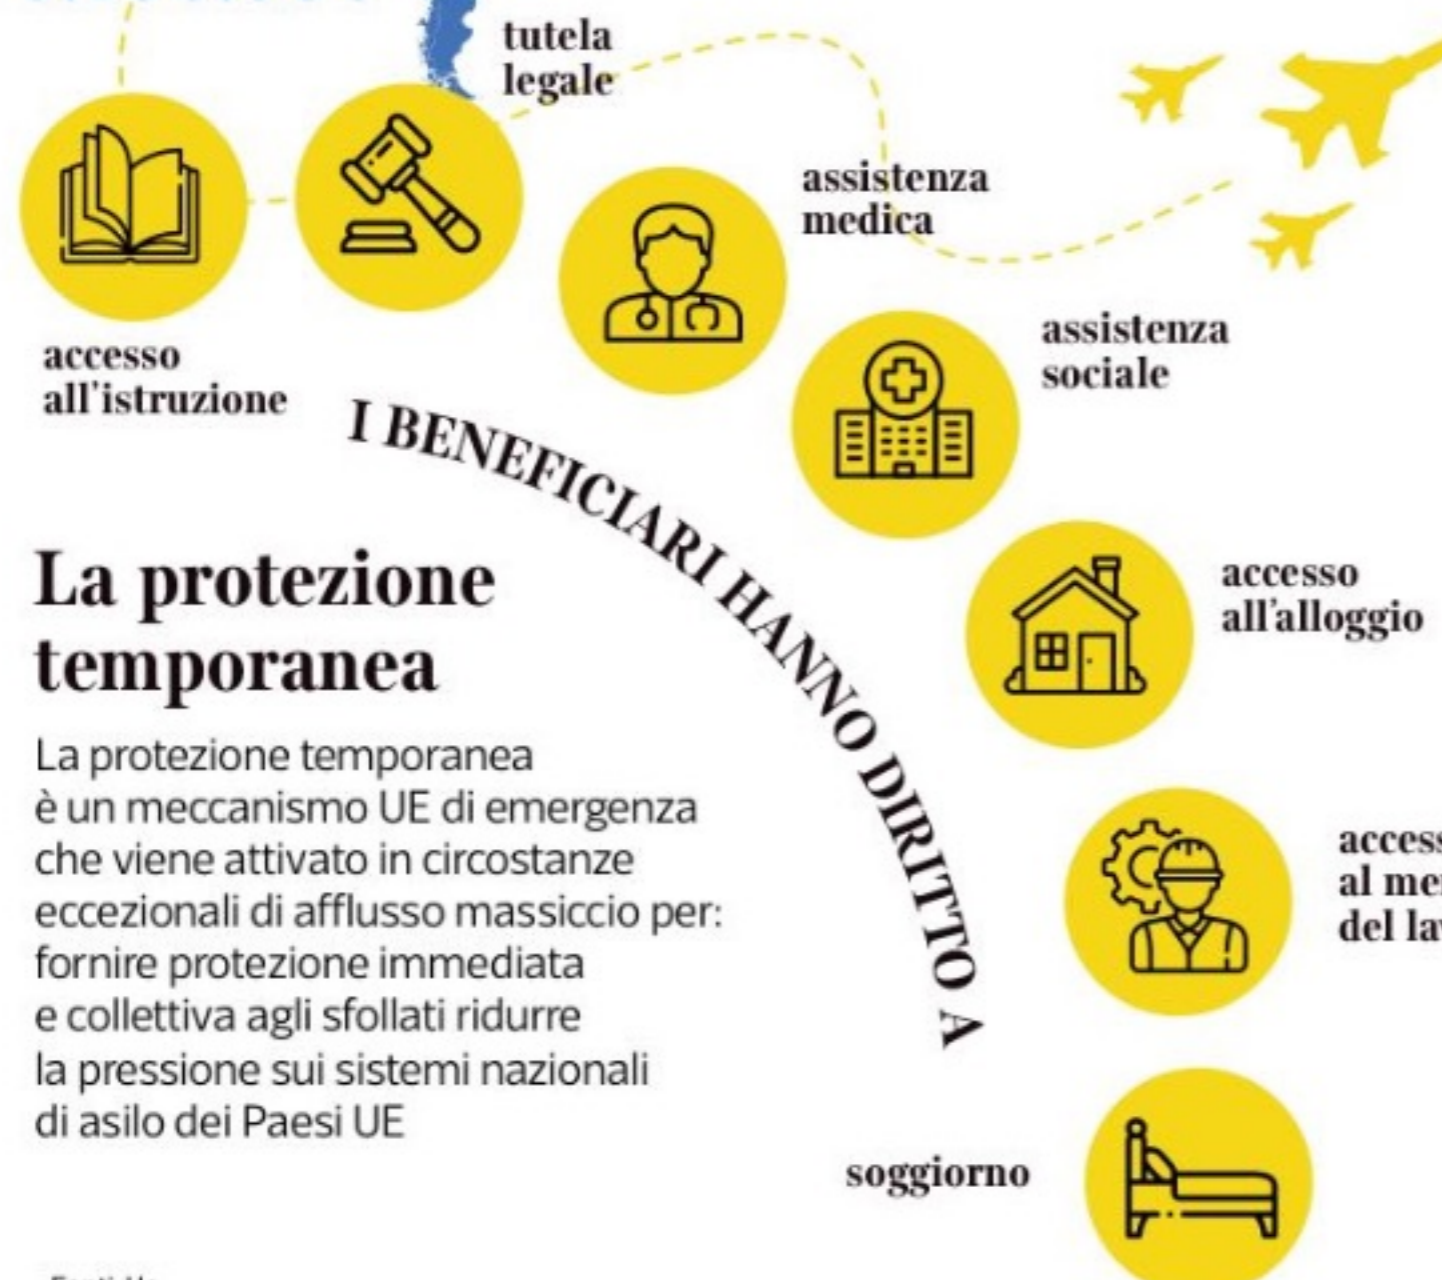 tutela
legale
assistenza
medica
assistenza
sociale
accesso
all'istruzione
I BENEFICIARI HANNO DIRITTO A
accesso
all'alloggio
La protezione
temporanea
La protezione temporanea
è un meccanismo UE di emergenza
che viene attivato in circostanze
eccezionali di afflusso massiccio per:
fornire protezione immediata
e collettiva agli sfollati ridurre
la pressione sui sistemi nazionali
di asilo dei Paesi UE
al
del
soggiorno